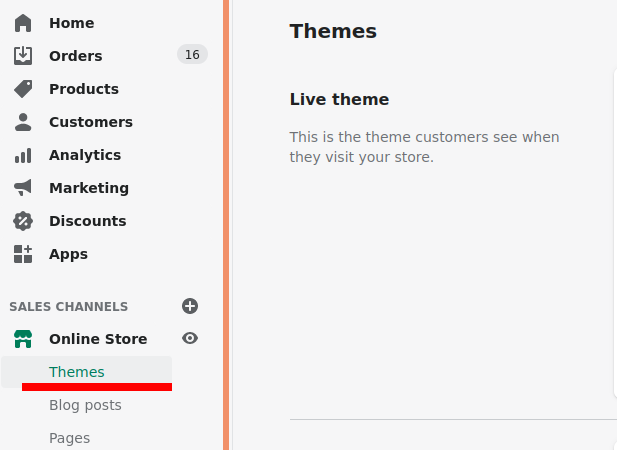 Home
Orders 16
Products
Customers
Analytics
Marketing
Discounts
Apps
SALES CHANNELS
Online Store
Themes
Blog posts
Pages
Themes
Live theme
This is the theme customers see when
they visit your store.